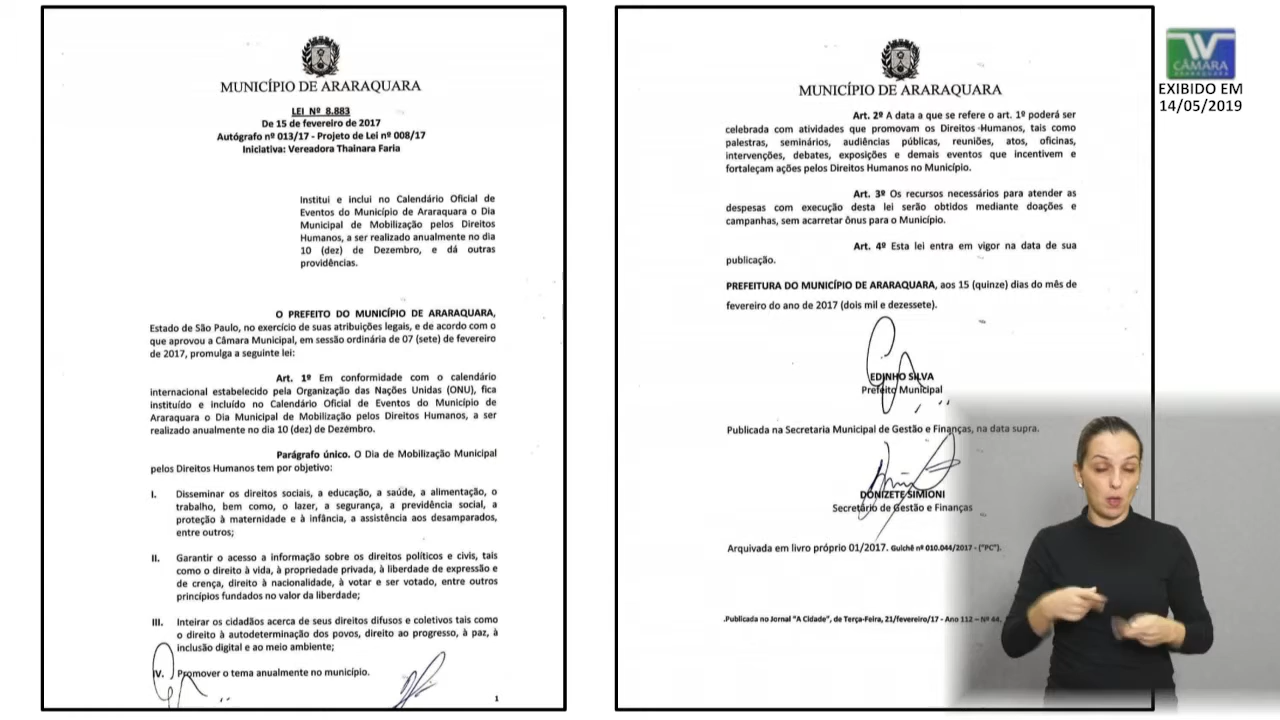 MUNICÍPIO DE ARARAQUARA
LEI Nº 8.883
De 15 de fevereiro de 2017
Autógrafo nº 013/17 - Projeto de Lei nº 008/17
Iniciativa: Vereadora Thainara Faria
Institui e inclui no Calendário Oficial de
Eventos do Município de Araraquara o Dia
Municipal de Mobilização pelos Direitos
Humanos, a ser realizado anualmente no dia
10 (dez) de Dezembro, e dá outras
providências.
O PREFEITO DO MUNICÍPIO DE ARARAQUARA,
Estado de São Paulo, no exercício de suas atribuições legais, e de acordo com o
que aprovou a Câmara Municipal, em sessão ordinária de 07 (sete) de fevereiro
de 2017, promulga a seguinte lei:
Art. 1º Em conformidade com o calendário
internacional estabelecido pela Organização das Nações Unidas (ONU), fica
instituído e incluído no Calendário Oficial de Eventos do Município de
Araraquara o Dia Municipal de Mobilização pelos Direitos Humanos, a ser
realizado anualmente no dia 10 (dez) de Dezembro.
Parágrafo único. O Dia de Mobilização Municipal
pelos Direitos Humanos tem por objetivo:
I. Disseminar os direitos sociais, a educação, a saúde, a alimentação, o
trabalho, bem como, o lazer, a segurança, a previdência social, a
proteção à maternidade e à infância, a assistência aos desamparados,
entre outros;
II. Garantir o acesso a informação sobre os direitos políticos e civis, tais
como o direito à vida, à propriedade privada, à liberdade de expressão e
de crença, direito à nacionalidade, à votar e ser votado, entre outros
princípios fundados no valor da liberdade;
III. Inteirar os cidadãos acerca de seus direitos difusos e coletivos tais como
o direito à autodeterminação dos povos, direito ao progresso, à paz, à
inclusão digital e ao meio ambiente;
IV. Promover o tema anualmente no município.
1
MUNICÍPIO DE ARARAQUARA
Art. 2º A data a que se refere o art. 1º poderá ser
celebrada com atividades que promovam os Direitos Humanos, tais como
palestras, seminários, audiências públicas, reuniões, atos, oficinas,
intervenções, debates, exposições e demais eventos que incentivem e
fortaleçam ações pelos Direitos Humanos no Município.
Art. 3º Os recursos necessários para atender as
despesas com execução desta lei serão obtidos mediante doações e
campanhas, sem acarretar ônus para o Município.
Art. 4º Esta lei entra em vigor na data de sua
publicação.
PREFEITURA DO MUNICÍPIO DE ARARAQUARA, aos 15 (quinze) dias do mês de
fevereiro do ano de 2017 (dois mil e dezessete).
EDINHO SILVA
Prefeito Municipal
Publicada na Secretaria Municipal de Gestão e Finanças, na data supra.
DONIZETE SIMIONI
Secretário de Gestão e Finanças
Arquivada em livro próprio 01/2017. Guichê nº 010.044/2017 - ("PC").
.Publicada no Jornal "A Cidade", de Terça-Feira, 21/fevereiro/17 - Ano 112 – Nº 44.
CÂMARA
ARARAQUARA
EXIBIDO EM
14/05/2019